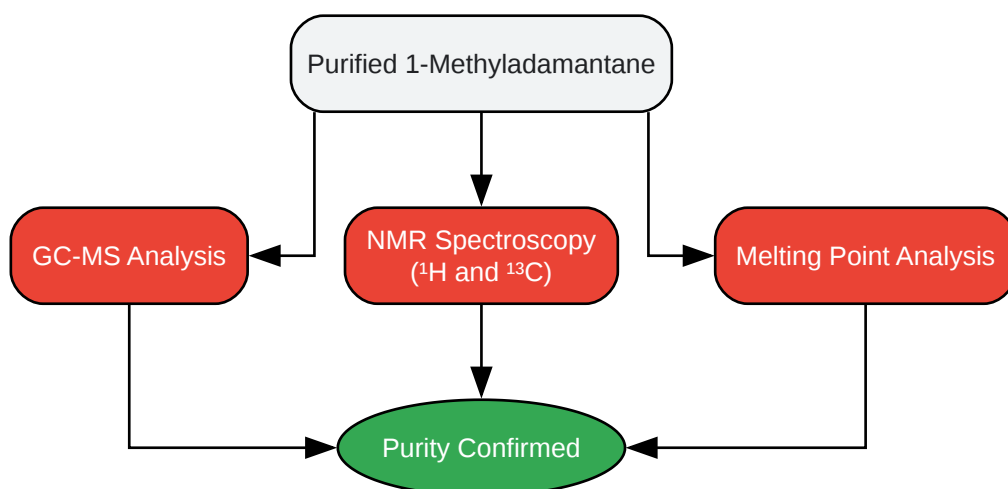 Purified 1-Methyladamantane
GC-MS Analysis
NMR Spectroscopy
(¹H and ¹³C)
Melting Point Analysis
Purity Confirmed